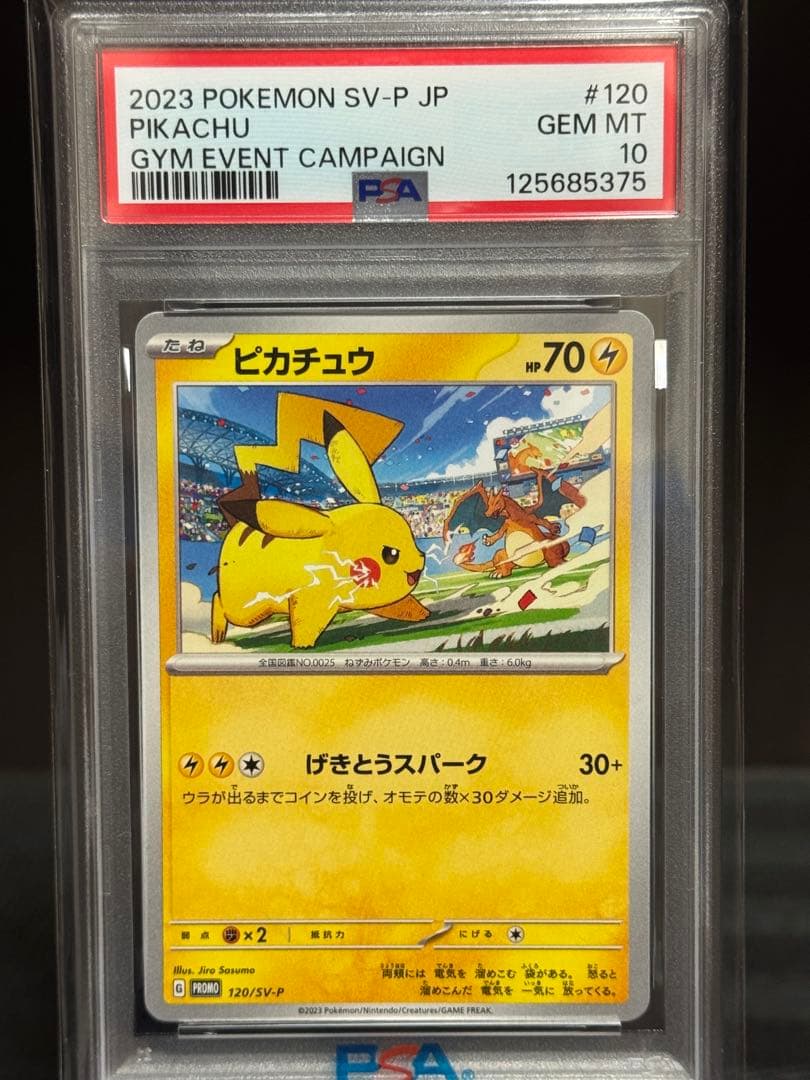 2023 POKEMON SV-P JP #120
PIKACHU GEM MT
GYM EVENT CAMPAIGN 10
PSA 125685375
たね ピカチュウ HP 70
全国図鑑NO.0025 ねずみポケモン 高さ:0.4m 重さ:6.0kg
げきとうスパーク 30+
ウラが出るまでコインを投げ、オモテの数×30ダメージ追加。
弱点 ×2 抵抗力 にげる
Illus. Jiro Sasumo
両頬には 電気を 溜めこむ 袋がある。 怒ると
溜めこんだ 電気を 一気に 放ってくる。
G PROMO 120/SV-P
©2023 Pokémon/Nintendo/Creatures/GAME FREAK.
PSA